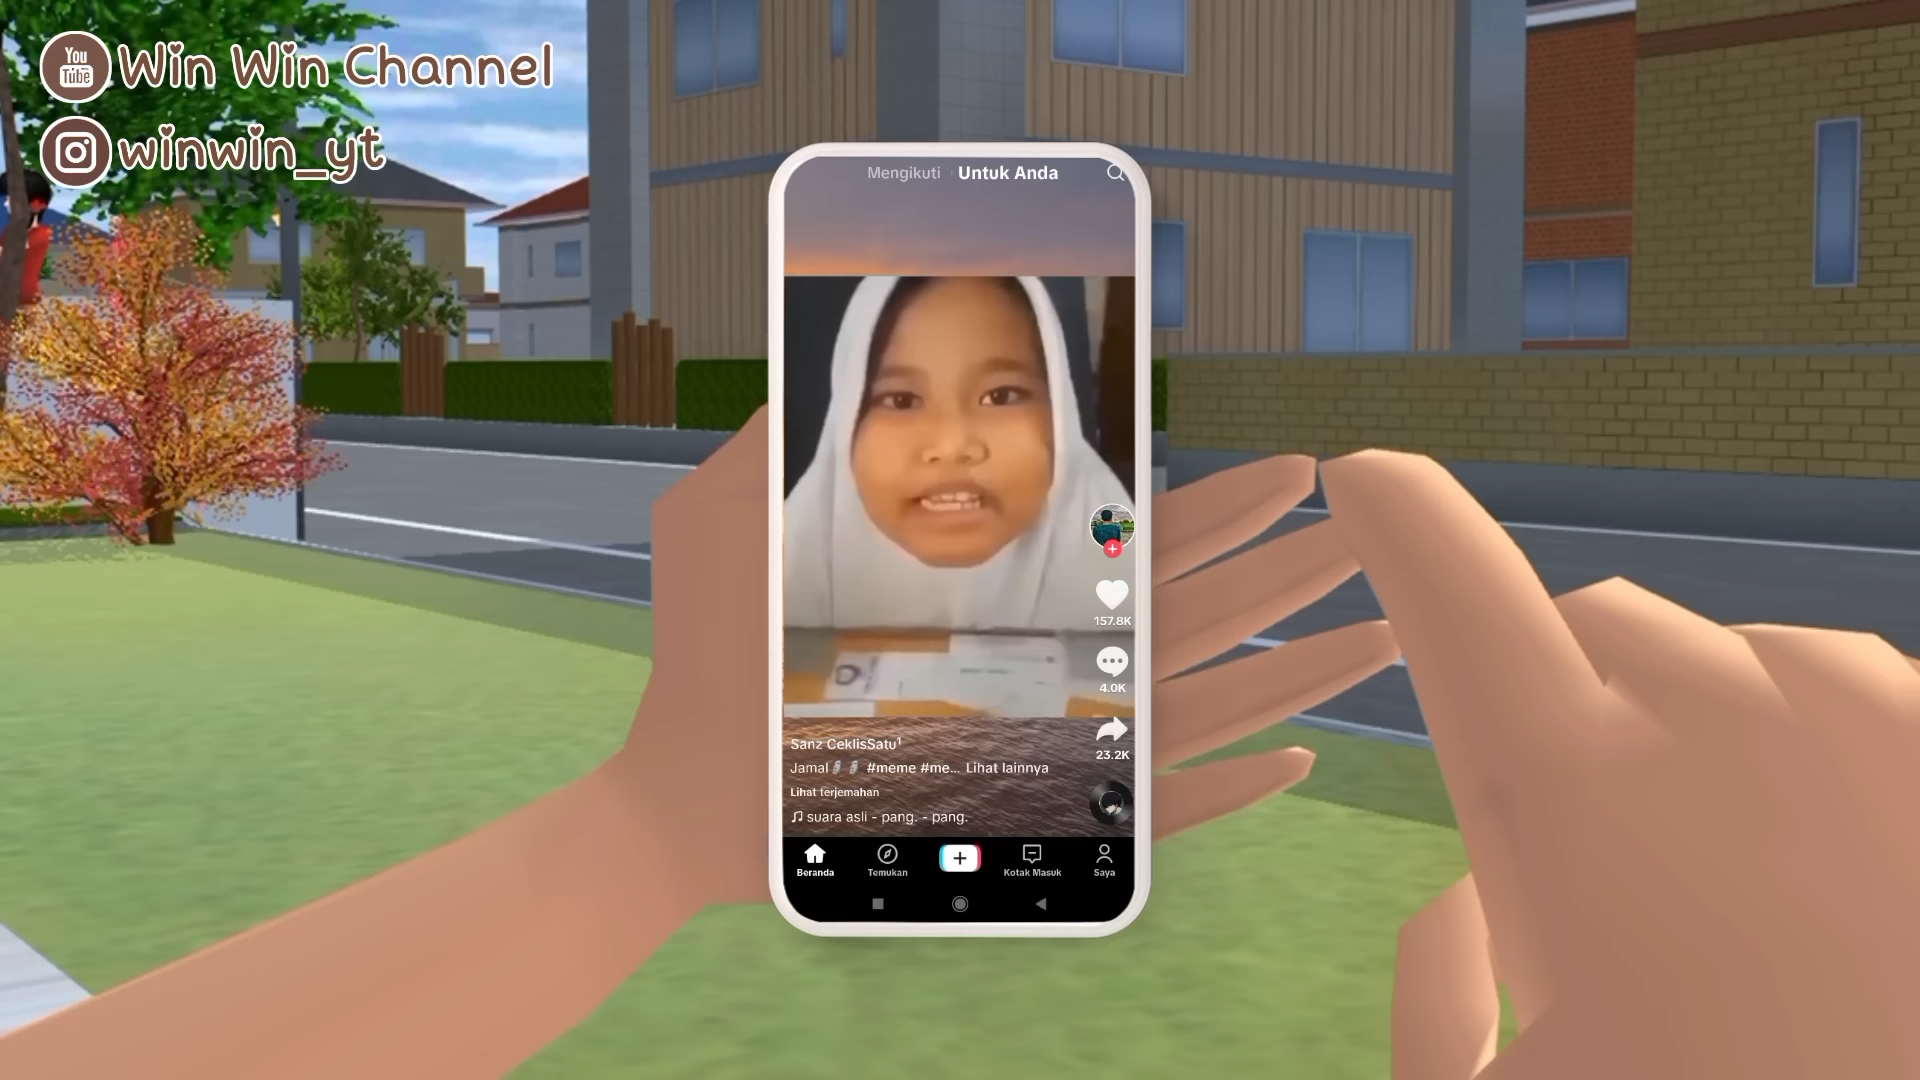 You
Tube
Win Win Channel
winwin_yt
Mengikuti Untuk Anda
157.8K
4.0K
23.2K
Sanz CeklisSatu¹
Jamal🗿🗿 #meme #me... Lihat lainnya
Lihat terjemahan
suara asli - pang. - pang.
Beranda
Temukan
Kotak Masuk
Saya